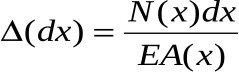 Δ(dx) = N(x)dx / EA(x)